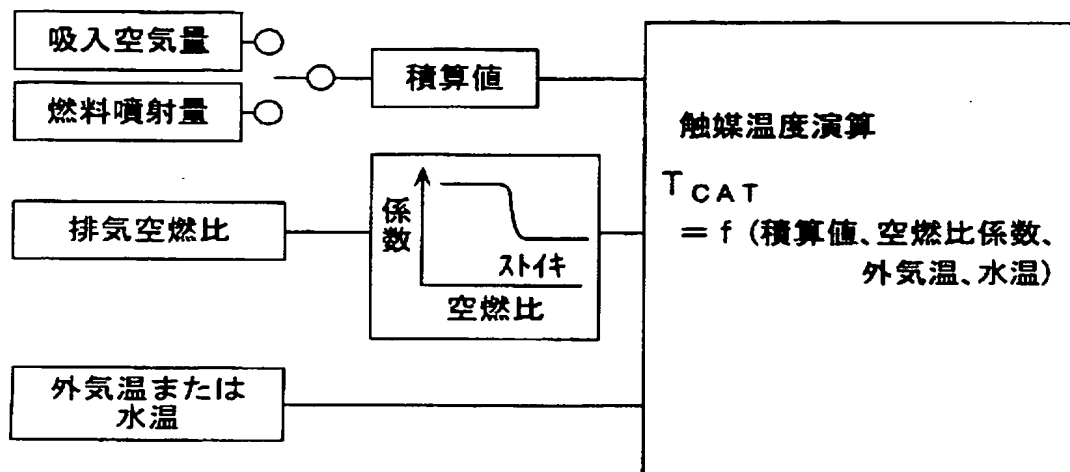 吸入空気量
燃料噴射量
積算値
排気空燃比
係数
ストイキ
空燃比
外気温または
水温
触媒温度演算
TCAT
= f (積算値、空燃比係数、
外気温、水温)